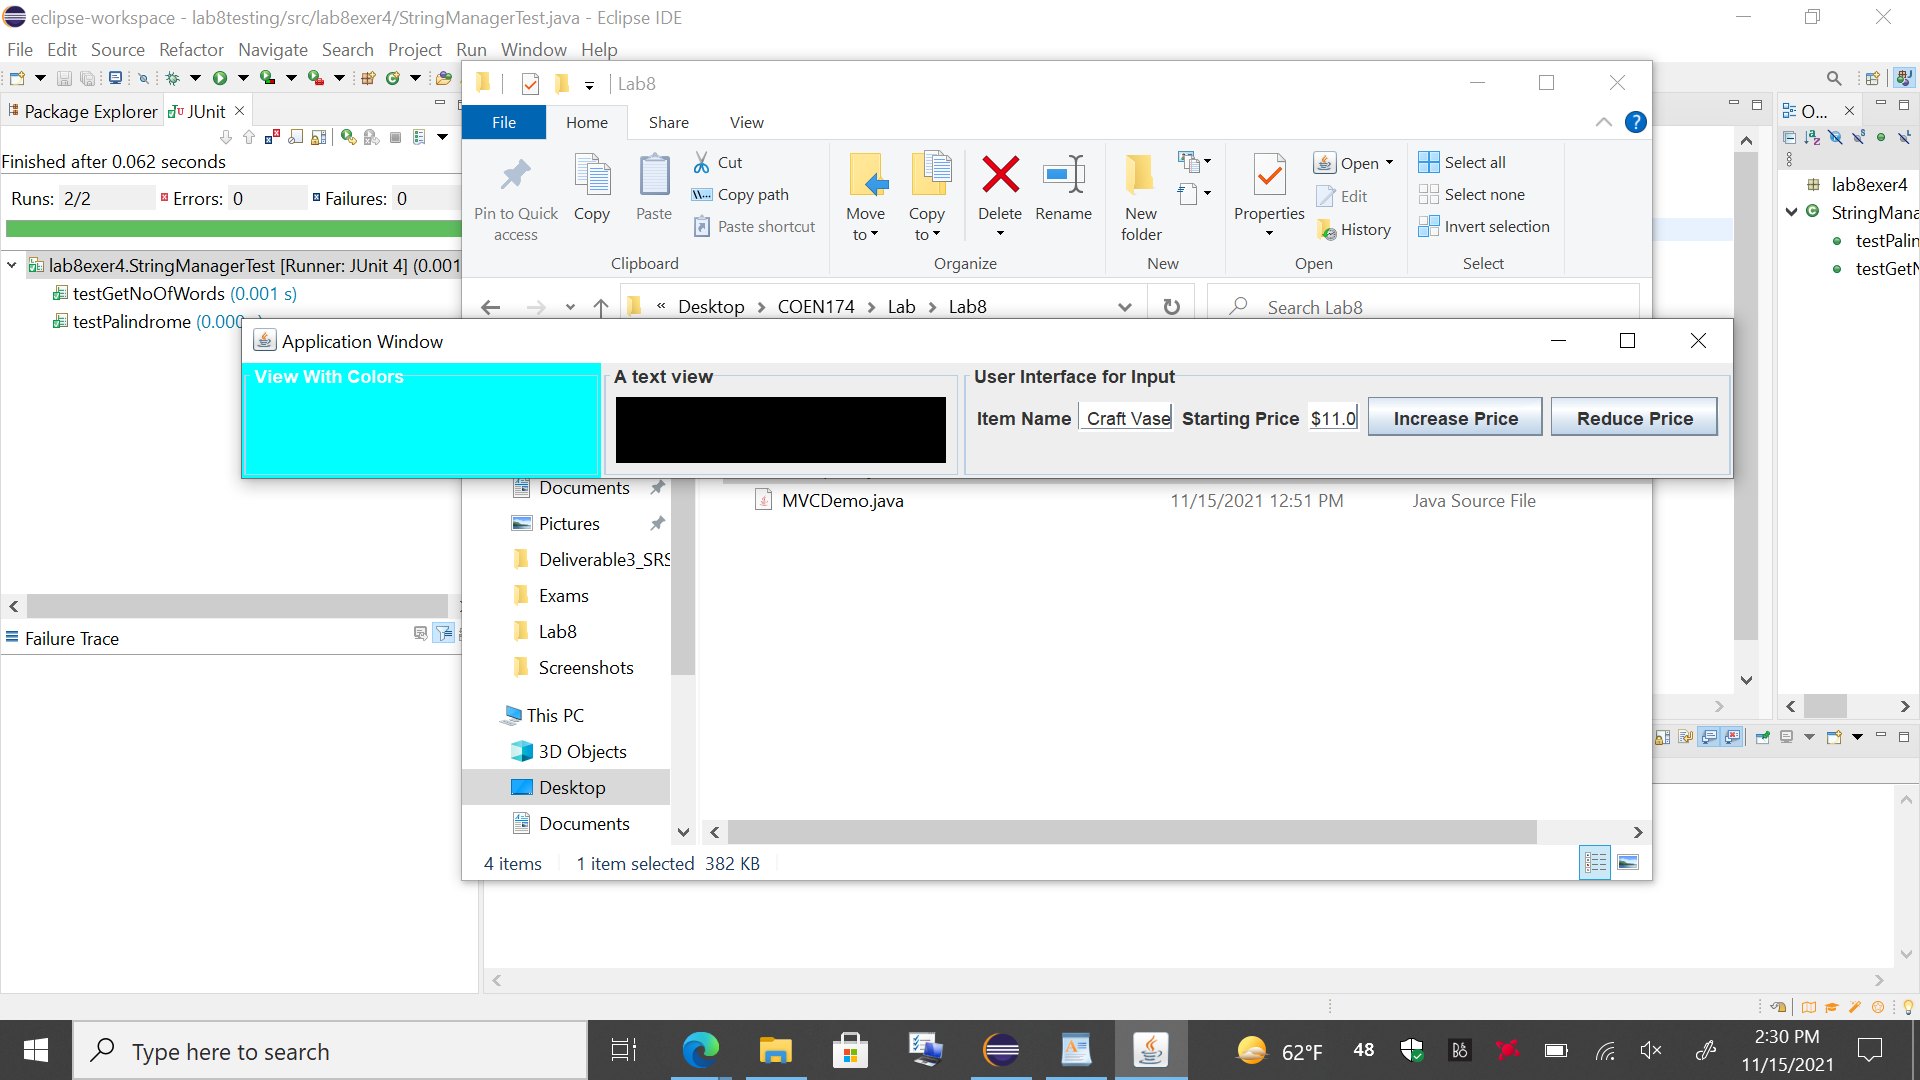 eclipse-workspace - lab8testing/src/lab8exer4/StringManagerTest.java - Eclipse IDE
File Edit Source Refactor Navigate Search Project Run Window Help
Lab8
Package Explorer JUnit
O...
File Home Share View
Finished after 0.062 seconds
Runs: 2/2 Errors: 0 Failures: 0
Pin to Quick access
Copy
Paste
Cut
Copy path
Paste shortcut
Move to
Copy to
Delete
Rename
New folder
Properties
Open
Edit
History
Select all
Select none
Invert selection
Clipboard Organize New Open Select
lab8exer4
StringMana
testPalin
testGetN
lab8exer4.StringManagerTest [Runner: JUnit 4] (0.001
testGetNoOfWords (0.001 s)
testPalindrome (0.000
« Desktop > COEN174 > Lab > Lab8
Search Lab8
Application Window
View With Colors
A text view
User Interface for Input
Item Name Craft Vase Starting Price $11.0 Increase Price Reduce Price
Documents
MVCDemo.java 11/15/2021 12:51 PM Java Source File
Pictures
Deliverable3_SRS
Exams
Lab8
Screenshots
Failure Trace
This PC
3D Objects
Desktop
Documents
4 items 1 item selected 382 KB
Type here to search
62°F
48
2:30 PM
11/15/2021